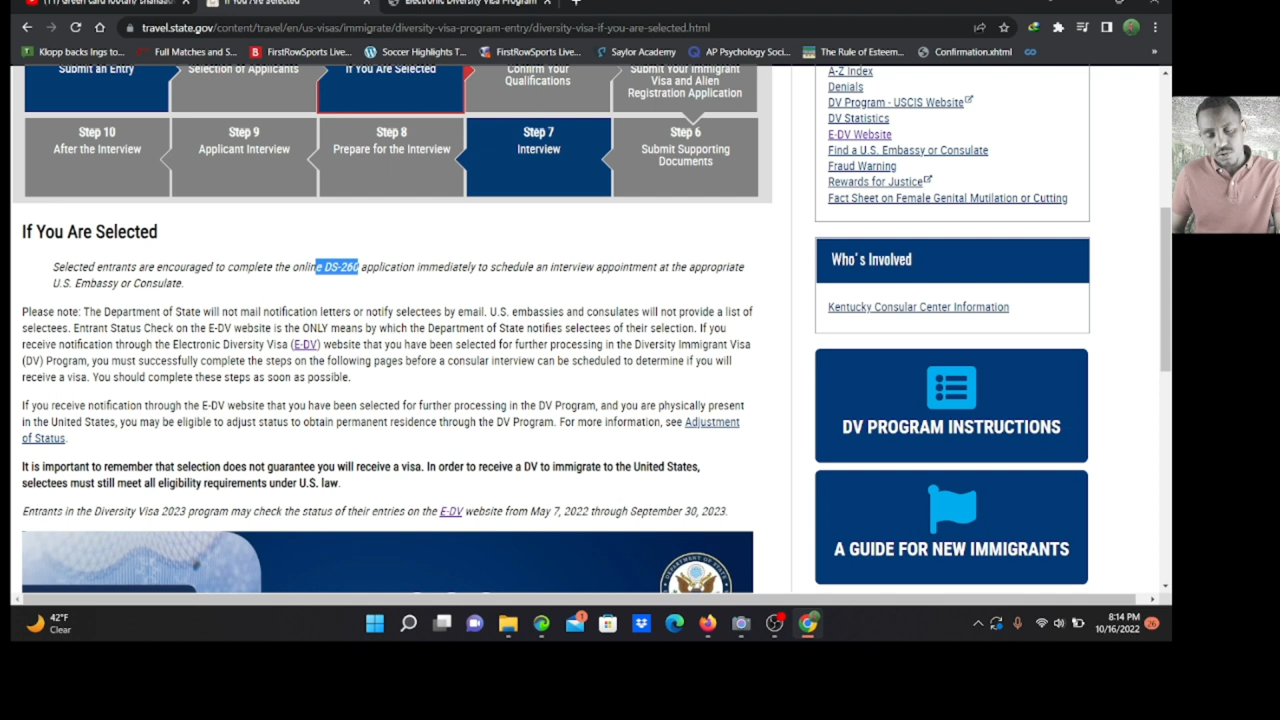 If You Are Selected
Electronic Diversity Visa Program
travel.state.gov/content/travel/en/us-visas/immigrate/diversity-visa-program-entry/diversity-visa-if-you-are-selected.html
Klopp backs Ings to...
Full Matches and S...
FirstRowSports Live...
Soccer Highlights T...
FirstRowSports Live...
Saylor Academy
AP Psychology Soci...
The Rule of Esteem...
Confirmation.xhtml
»
Submit an Entry
Selection of Applicants
If You Are Selected
Confirm Your
Qualifications
Submit Your Immigrant
Visa and Alien
Registration Application
Step 10
After the Interview
Step 9
Applicant Interview
Step 8
Prepare for the Interview
Step 7
Interview
Step 6
Submit Supporting
Documents
If You Are Selected
Selected entrants are encouraged to complete the online DS-260 application immediately to schedule an interview appointment at the appropriate
U.S. Embassy or Consulate.
Please note: The Department of State will not mail notification letters or notify selectees by email. U.S. embassies and consulates will not provide a list of
selectees. Entrant Status Check on the E-DV website is the ONLY means by which the Department of State notifies selectees of their selection. If you
receive notification through the Electronic Diversity Visa (E-DV) website that you have been selected for further processing in the Diversity Immigrant Visa
(DV) Program, you must successfully complete the steps on the following pages before a consular interview can be scheduled to determine if you will
receive a visa. You should complete these steps as soon as possible.
If you receive notification through the E-DV website that you have been selected for further processing in the DV Program, and you are physically present
in the United States, you may be eligible to adjust status to obtain permanent residence through the DV Program. For more information, see Adjustment
of Status.
It is important to remember that selection does not guarantee you will receive a visa. In order to receive a DV to immigrate to the United States,
selectees must still meet all eligibility requirements under U.S. law.
Entrants in the Diversity Visa 2023 program may check the status of their entries on the E-DV website from May 7, 2022 through September 30, 2023.
A-Z Index
Denials
DV Program - USCIS Website
DV Statistics
E-DV Website
Find a U.S. Embassy or Consulate
Fraud Warning
Rewards for Justice
Fact Sheet on Female Genital Mutilation or Cutting
Who's Involved
Kentucky Consular Center Information
DV PROGRAM INSTRUCTIONS
A GUIDE FOR NEW IMMIGRANTS
42°F
Clear
8:14 PM
10/16/2022
26